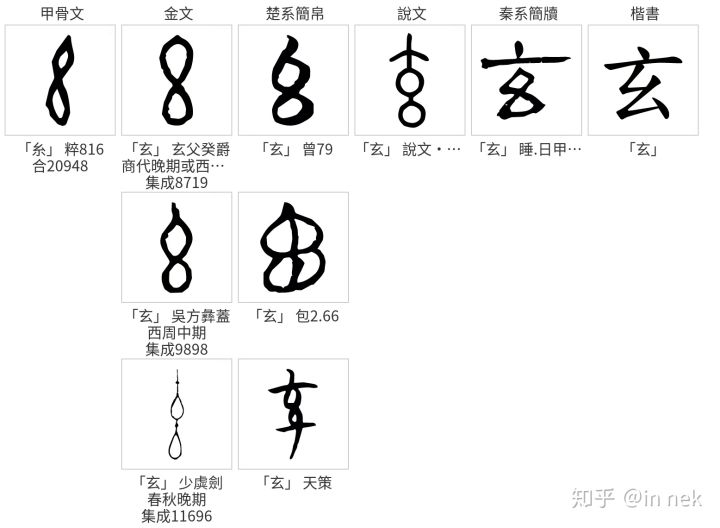 甲骨文 金文 楚系簡帛 說文 秦系簡牘 楷書
「糸」 粹816
合20948
「玄」 玄父癸爵
商代晚期或西…
集成8719
「玄」 曾79
「玄」 說文・…
「玄」 睡.日甲…
玄
「玄」
「玄」 吳方彝蓋
西周中期
集成9898
「玄」 包2.66
「玄」 少虡劍
春秋晚期
集成11696
「玄」 天策
知乎 @in nek